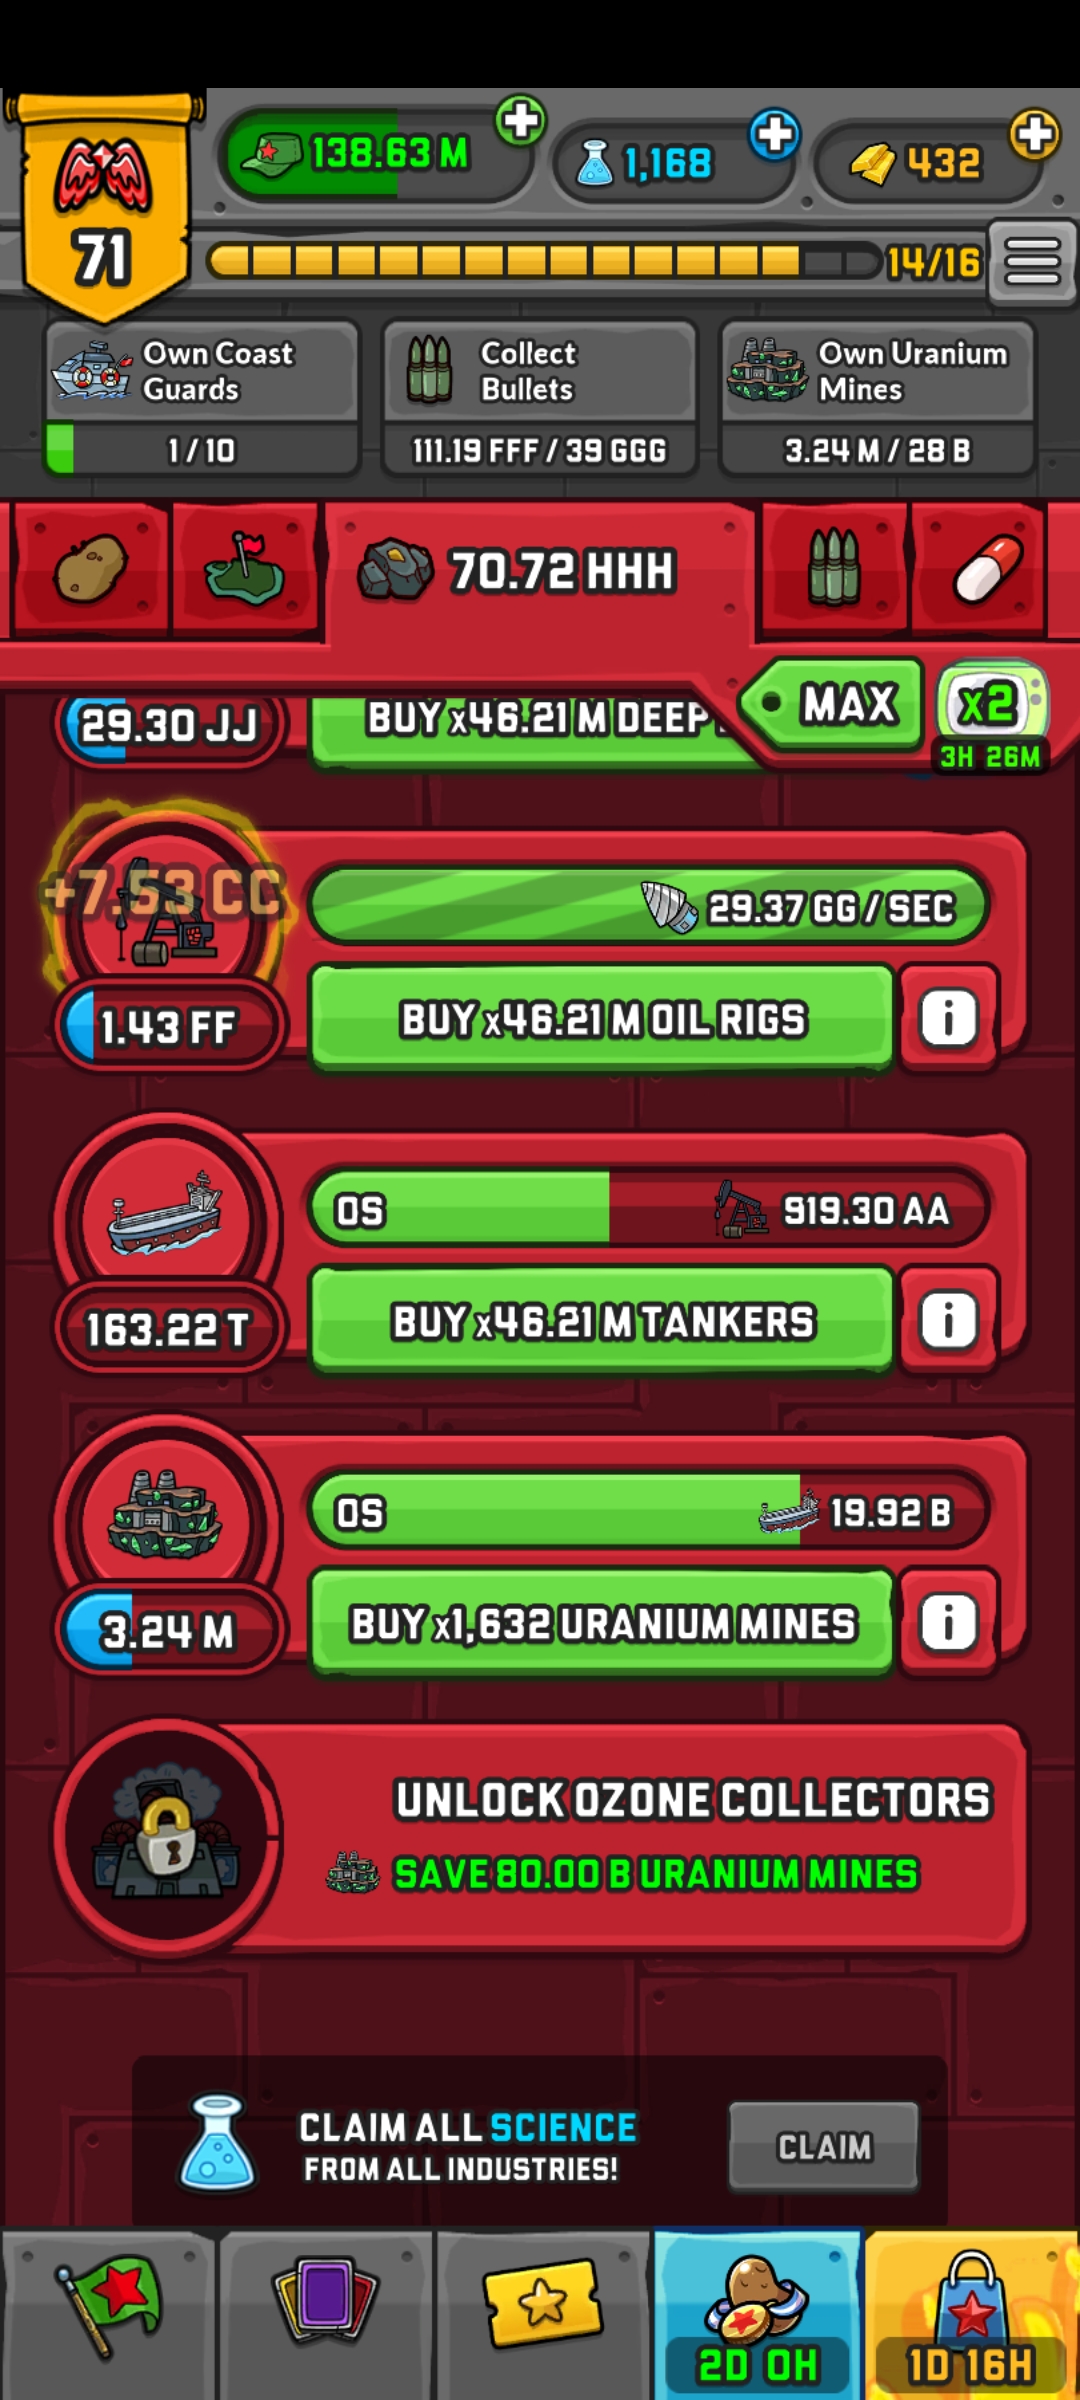 138.63 M
1,168
432
71
14/16
Own Coast
Guards
1 / 10
Collect
Bullets
111.19 FFF / 39 GGG
Own Uranium
Mines
3.24 M / 28 B
70.72 HHH
MAX
x2
3H 26M
29.30 JJ
BUY x46.21 M DEEP
+7.53 CC
29.37 GG / SEC
1.43 FF
BUY x46.21 M OIL RIGS
0S
919.30 AA
163.22 T
BUY x46.21 M TANKERS
0S
19.92 B
3.24 M
BUY x1,632 URANIUM MINES
UNLOCK OZONE COLLECTORS
SAVE 80.00 B URANIUM MINES
CLAIM ALL SCIENCE
FROM ALL INDUSTRIES!
CLAIM
2D 0H
1D 16H